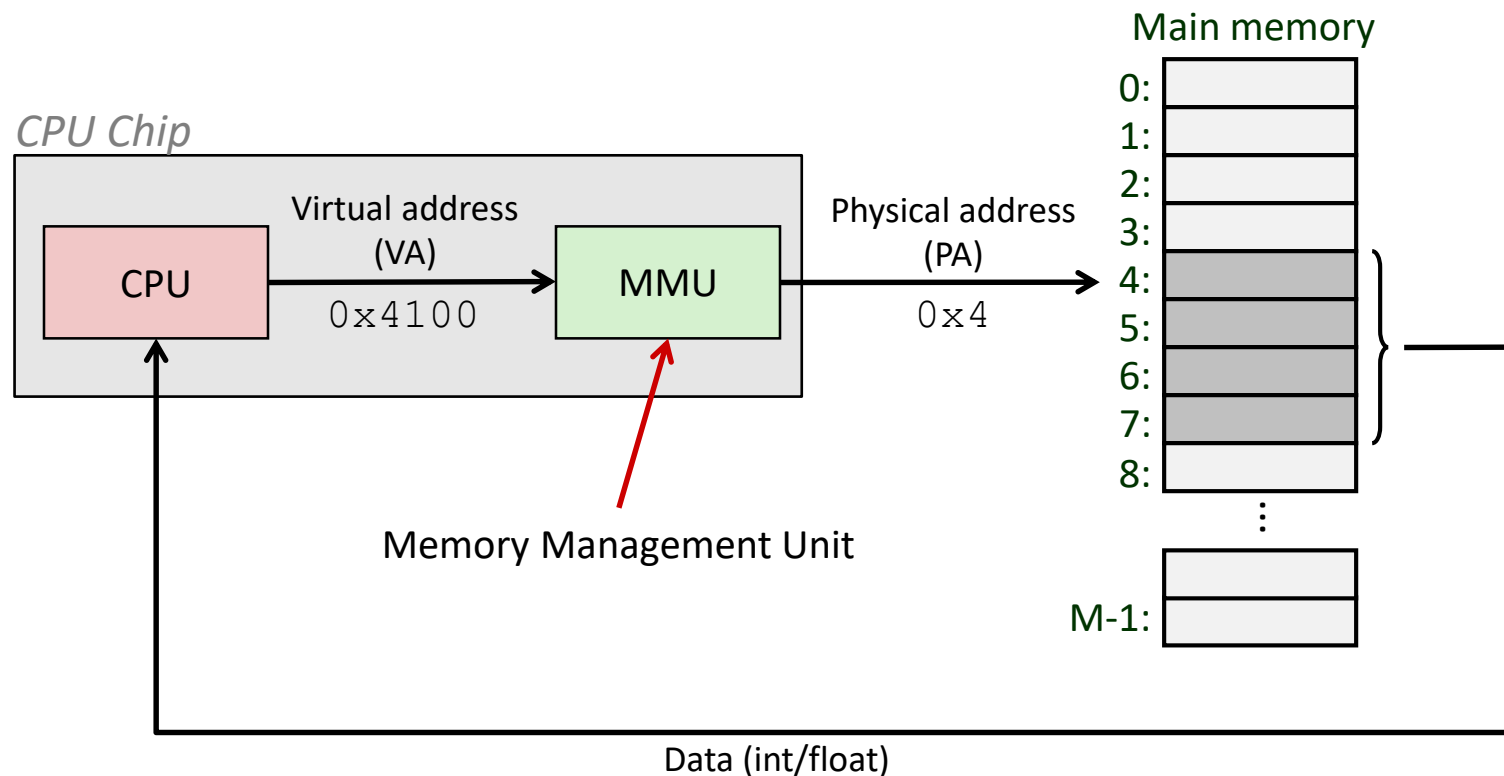 Main memory
0:
1:
2:
3:
4:
5:
6:
7:
8:
...
M-1:
CPU Chip
Virtual address
(VA)
CPU
0x4100
MMU
Physical address
(PA)
0x4
Memory Management Unit
Data (int/float)